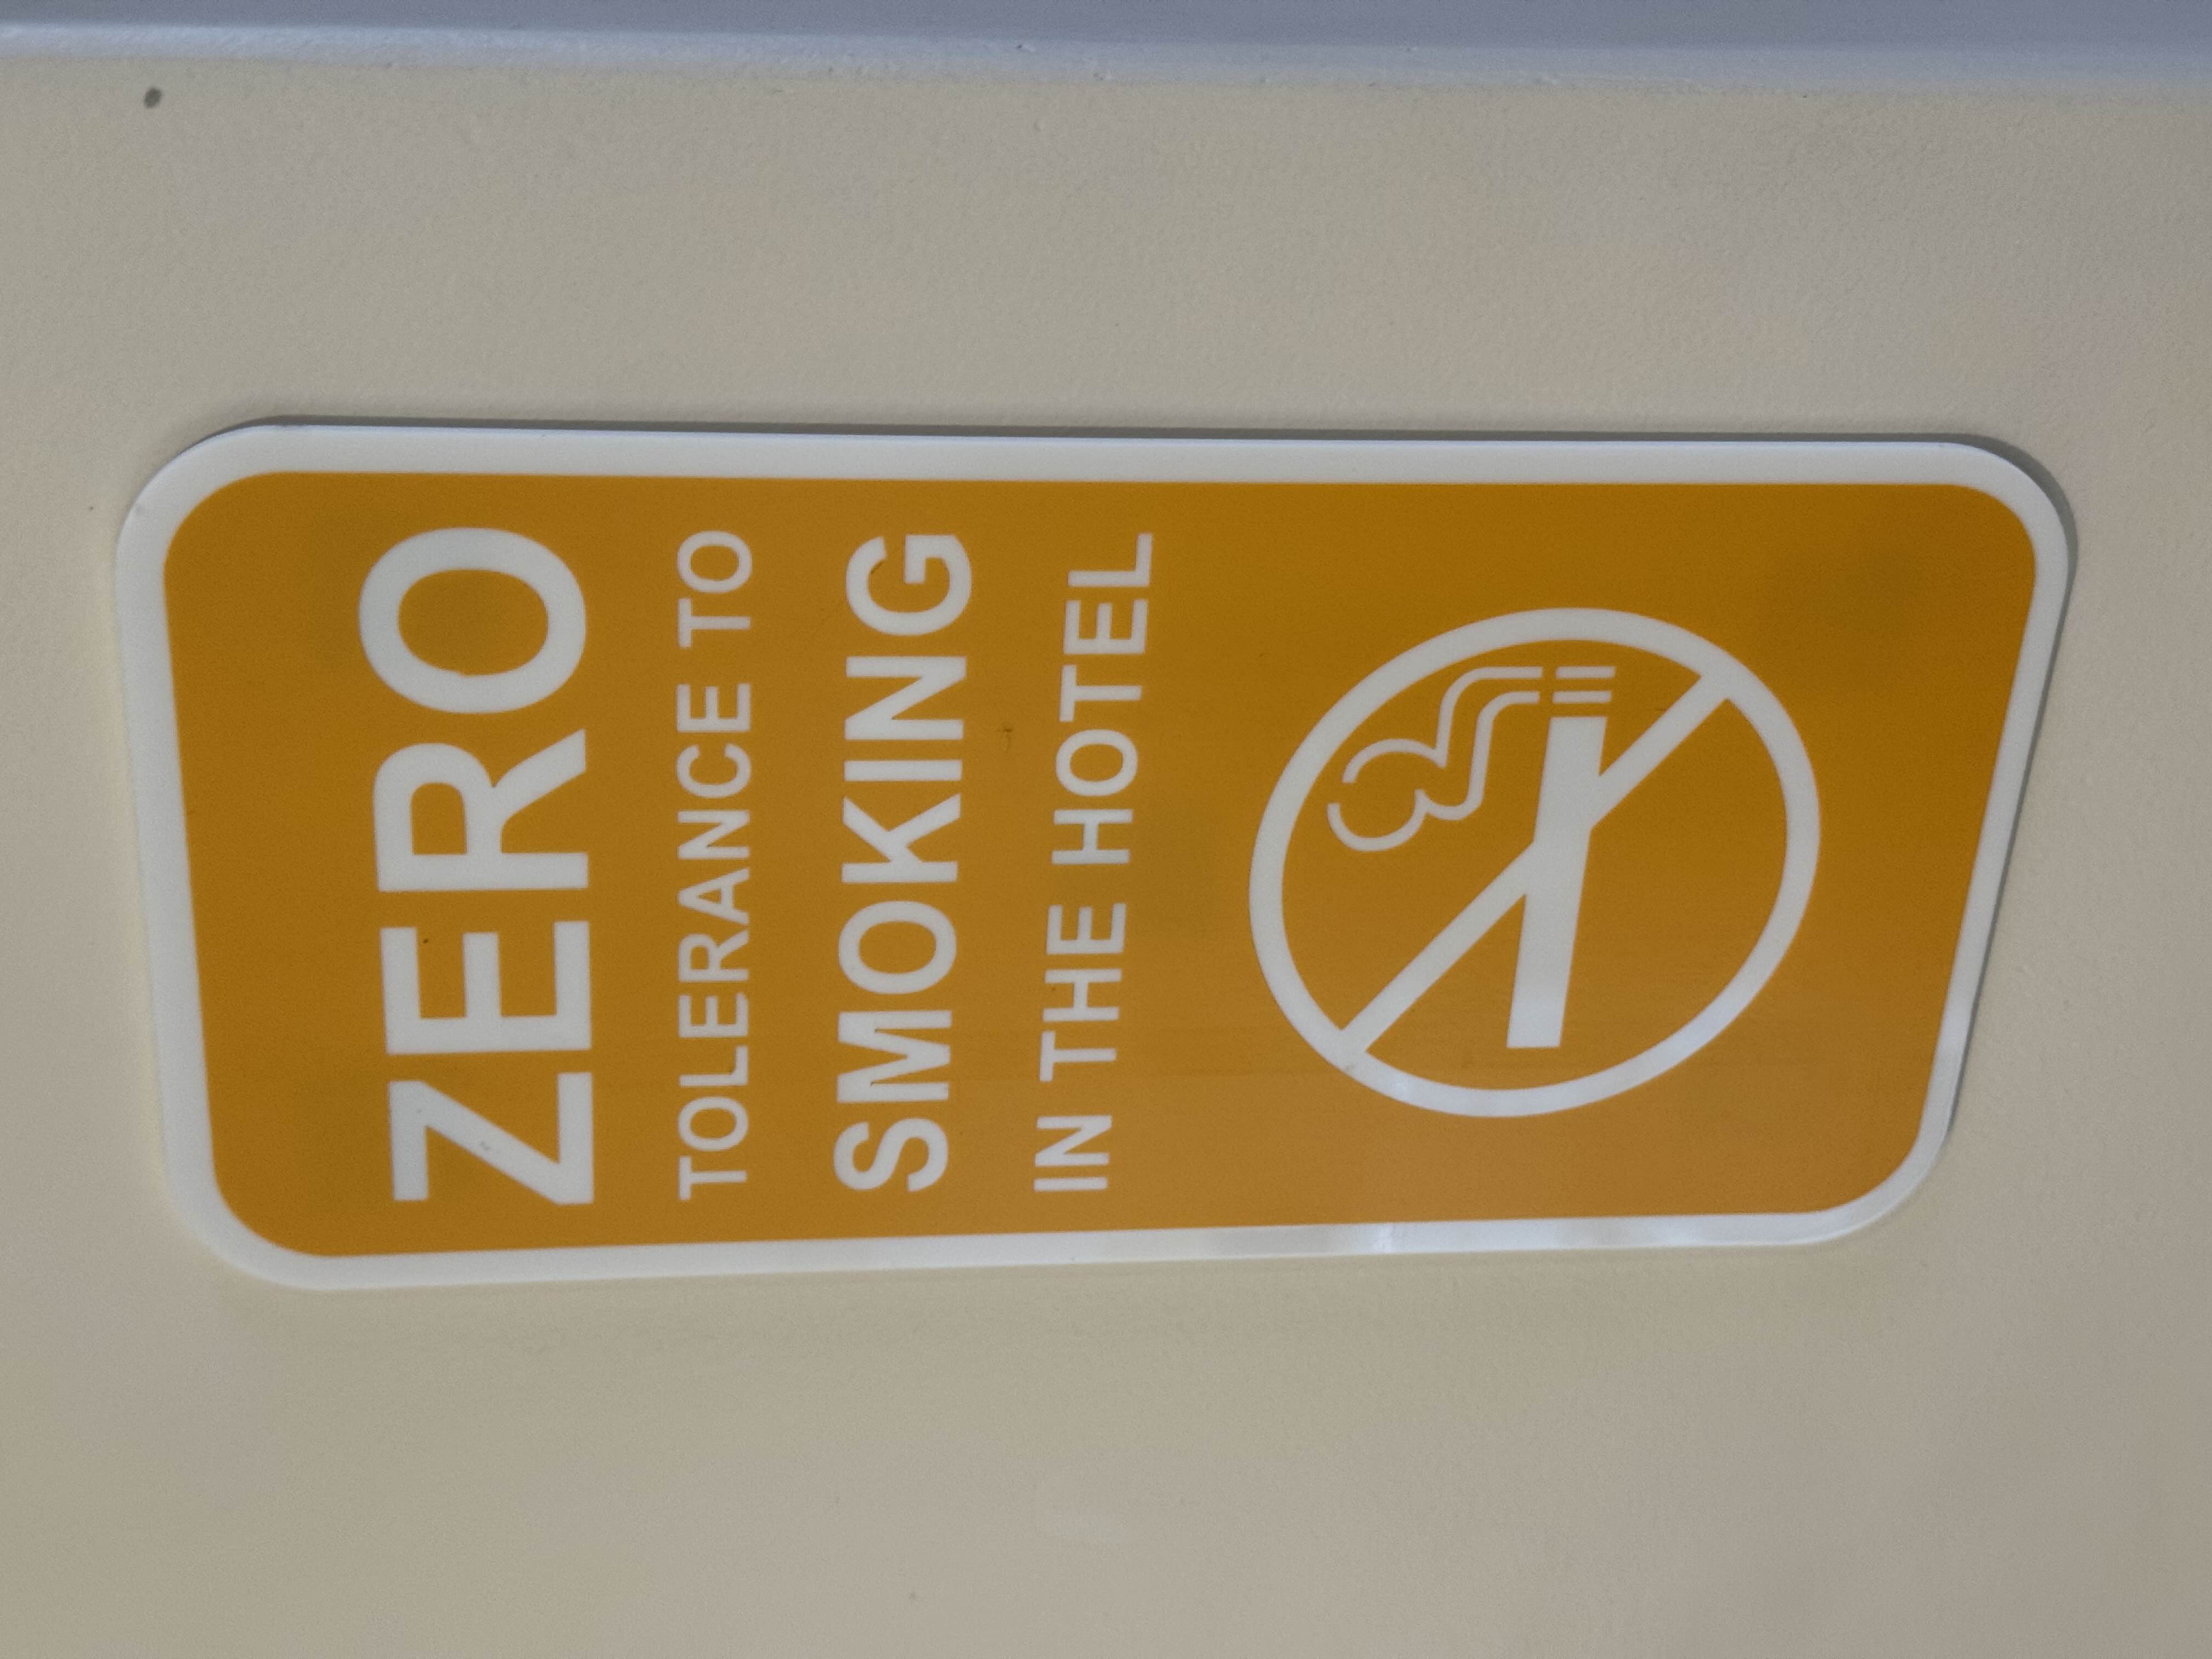 ZERO
TOLERANCE TO
SMOKING
IN THE HOTEL